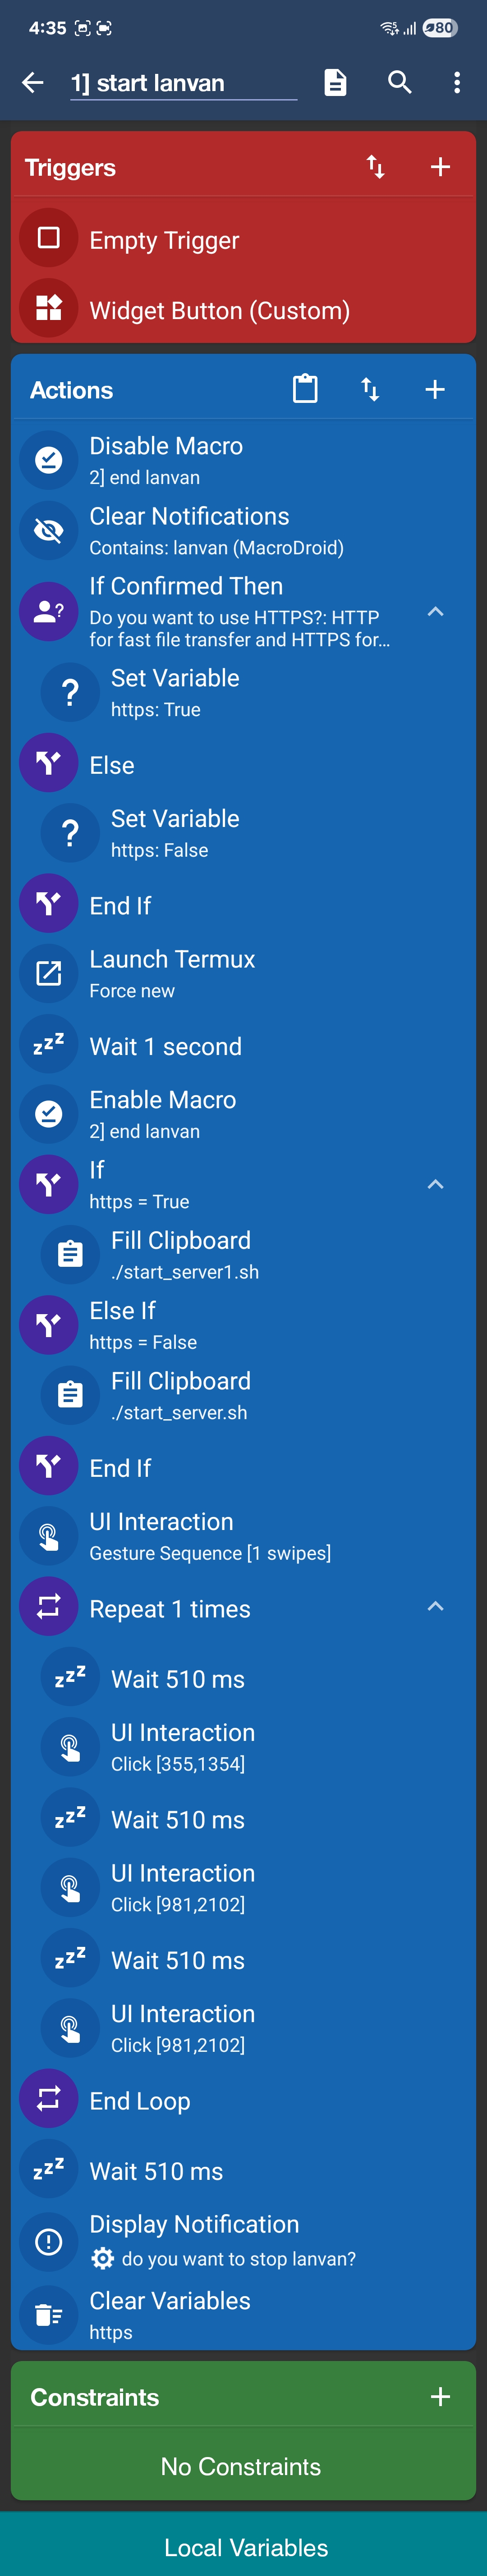 4:35
80
1] start lanvan
Triggers
Empty Trigger
Widget Button (Custom)
Actions
Disable Macro
2] end lanvan
Clear Notifications
Contains: lanvan (MacroDroid)
If Confirmed Then
Do you want to use HTTPS?: HTTP
for fast file transfer and HTTPS for...
?
Set Variable
https: True
Else
?
Set Variable
https: False
End If
Launch Termux
Force new
zzz
Wait 1 second
Enable Macro
2] end lanvan
If
https = True
Fill Clipboard
./start_server1.sh
Else If
https = False
Fill Clipboard
./start_server.sh
End If
UI Interaction
Gesture Sequence [1 swipes]
Repeat 1 times
zzz
Wait 510 ms
UI Interaction
Click [355,1354]
zzz
Wait 510 ms
UI Interaction
Click [981,2102]
zzz
Wait 510 ms
UI Interaction
Click [981,2102]
End Loop
zzz
Wait 510 ms
Display Notification
⚙️ do you want to stop lanvan?
Clear Variables
https
Constraints
No Constraints
Local Variables